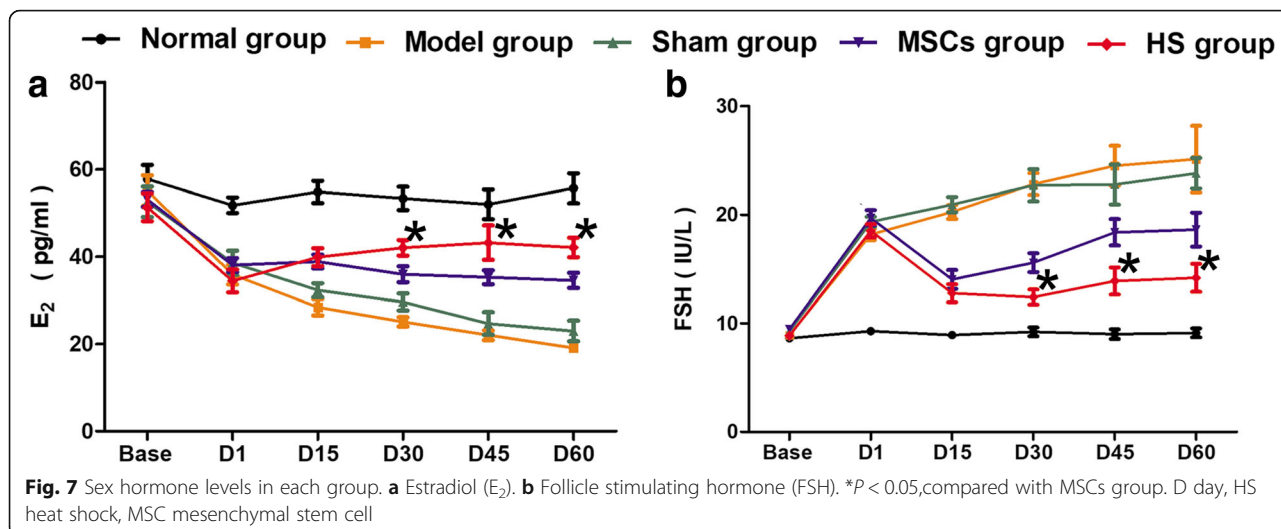 Normal group Model group Sham group MSCs group HS group
a
80
60
40
20
0
E₂ ( pg/ml )
* * *
Base D1 D15 D30 D45 D60
b
30
20
10
0
FSH ( IU/L )
* * *
Base D1 D15 D30 D45 D60
Fig. 7 Sex hormone levels in each group. a Estradiol (E₂). b Follicle stimulating hormone (FSH). *P < 0.05,compared with MSCs group. D day, HS
heat shock, MSC mesenchymal stem cell